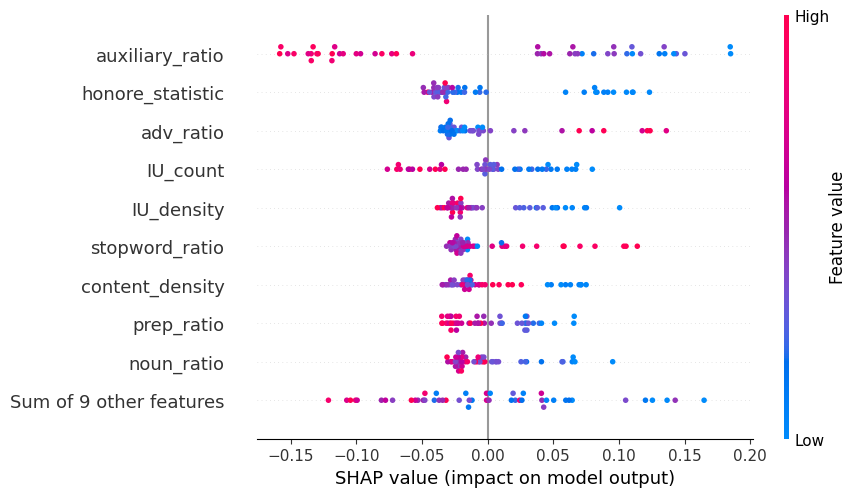 High
auxiliary_ratio
honore_statistic
adv_ratio
IU_count
IU_density
stopword_ratio
content_density
prep_ratio
noun_ratio
Sum of 9 other features
Feature value
Low
−0.15 −0.10 −0.05 0.00 0.05 0.10 0.15 0.20
SHAP value (impact on model output)